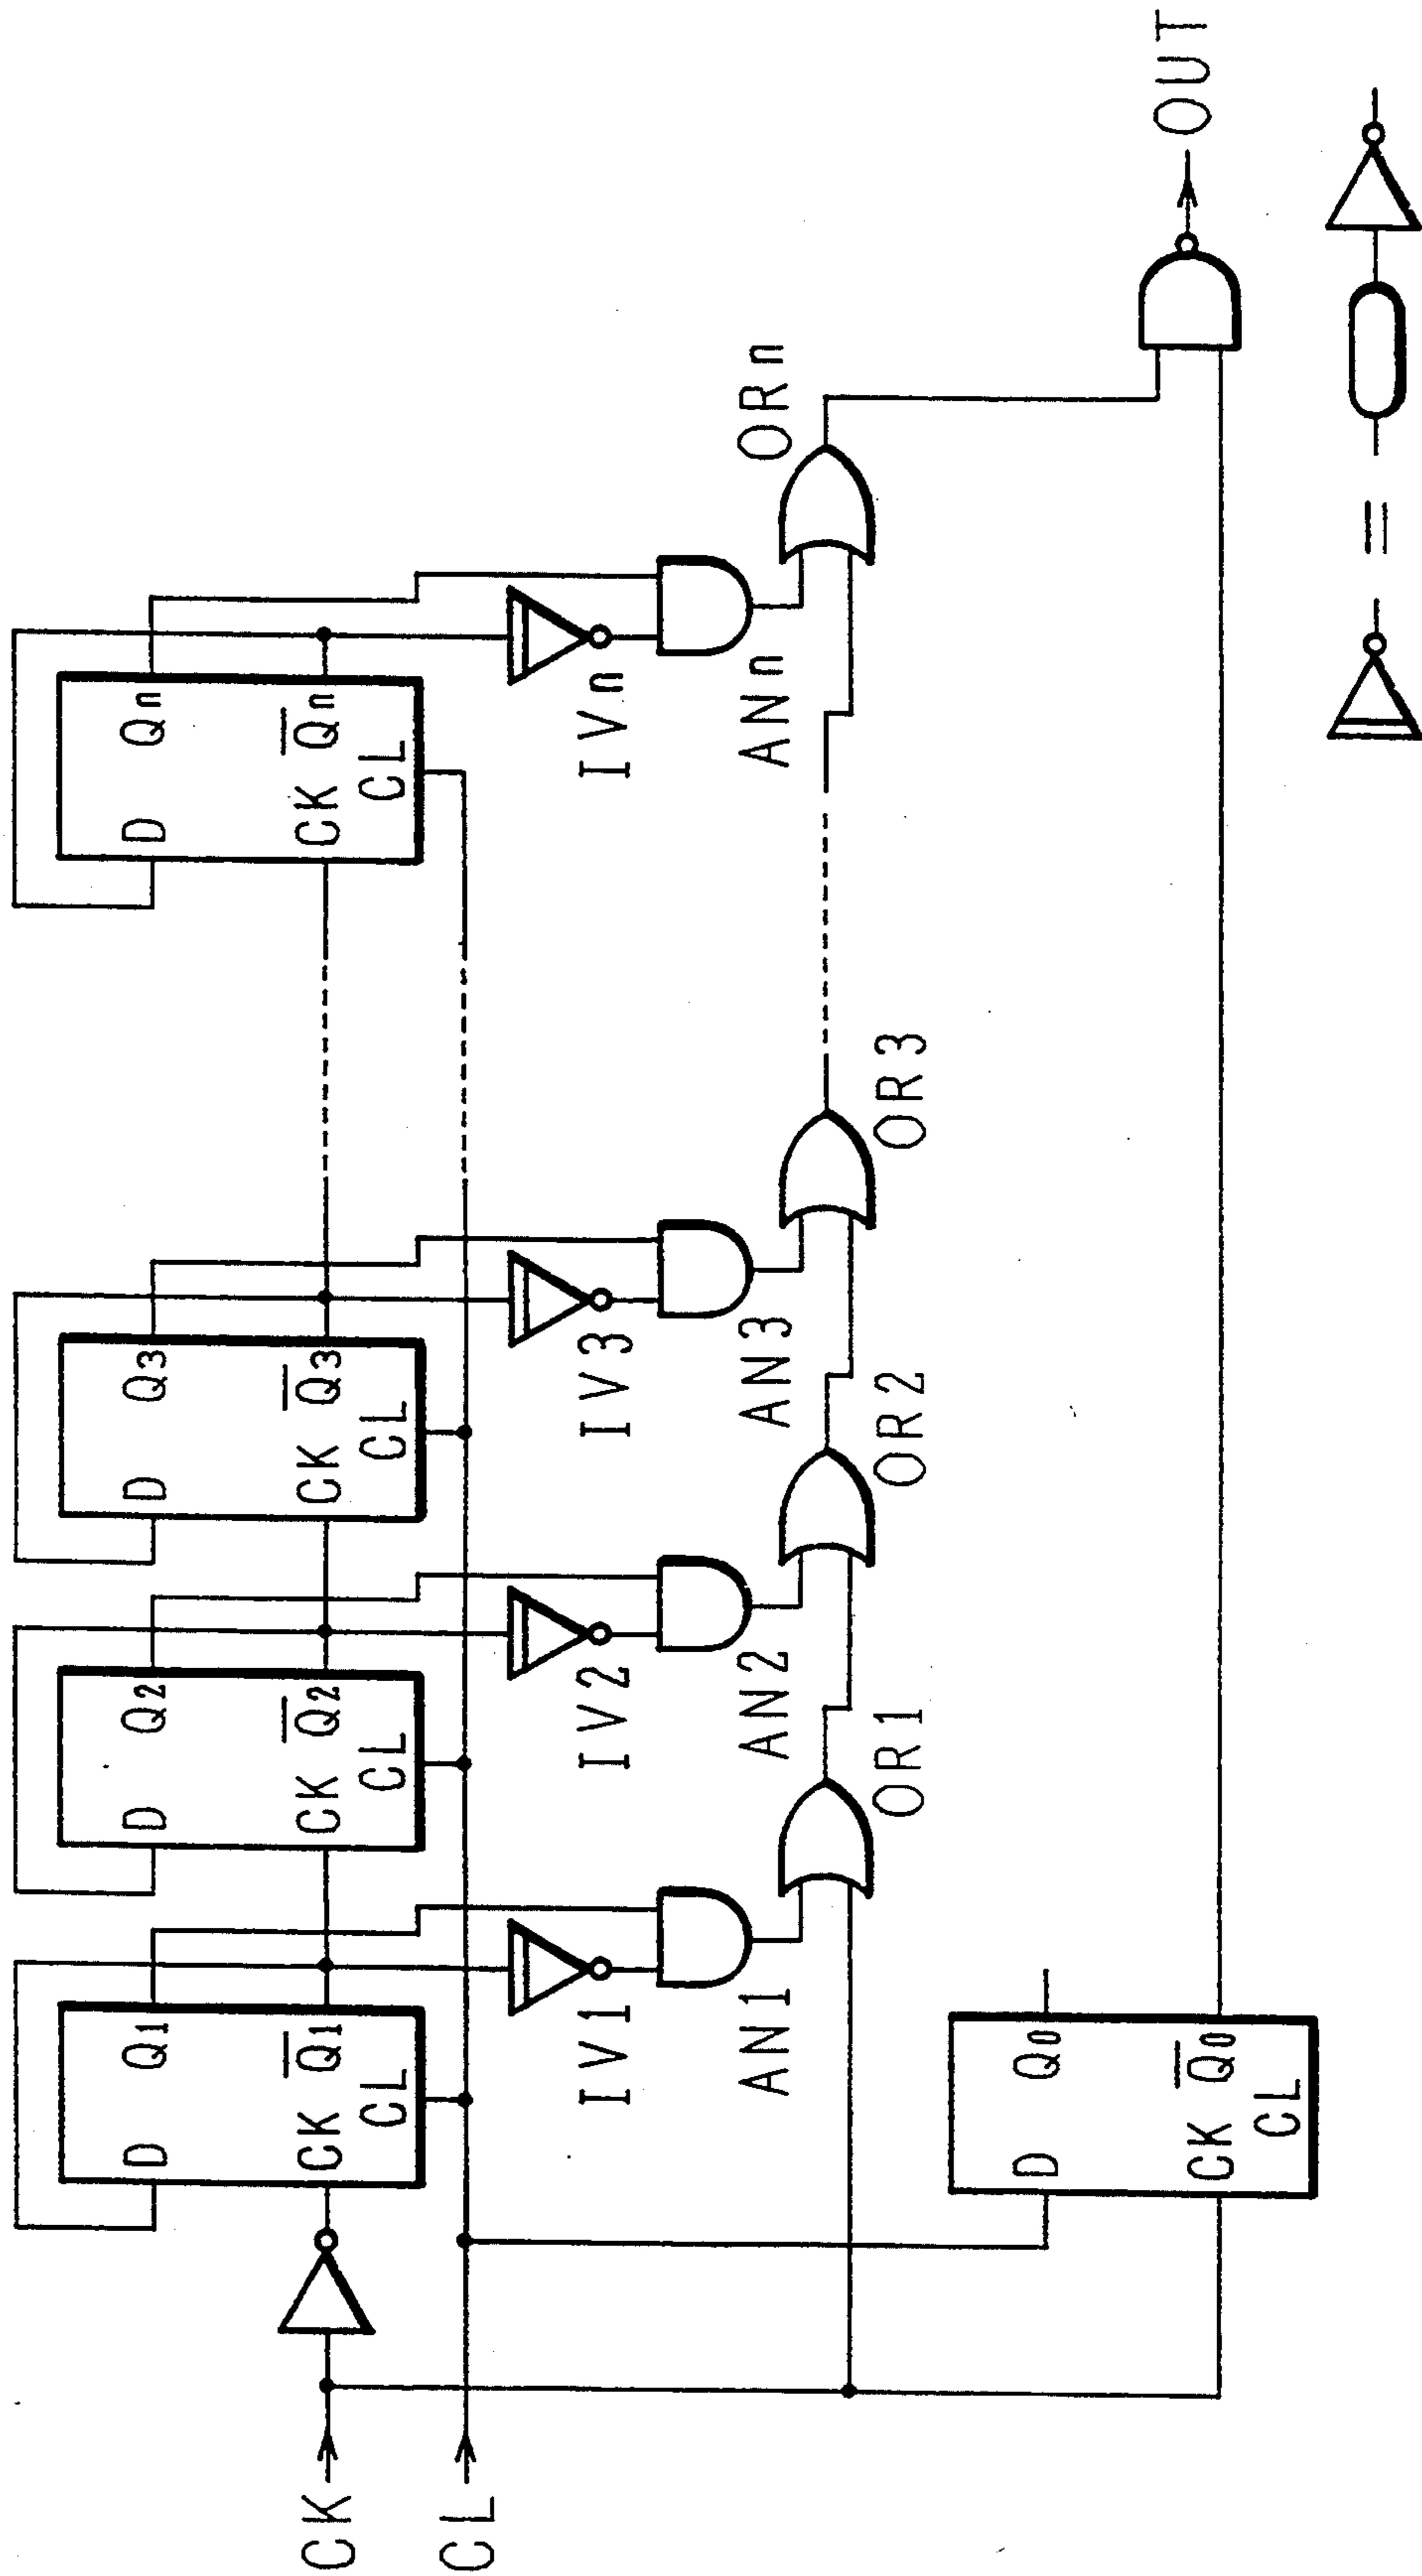 D Q1
CK Q̅1
CL
D Q2
CK Q̅2
CL
D Q3
CK Q̅3
CL
D Qn
CK Q̅n
CL
CK
CL
IV1
IV2
IV3
IVn
AN1
AN2
AN3
ANn
OR1
OR2
OR3
ORn
D Q0
CK Q̅0
CL
OUT
=